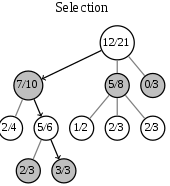 Selection
12/21
7/10 5/8 0/3
2/4 5/6 1/2 2/3 2/3
2/3 3/3